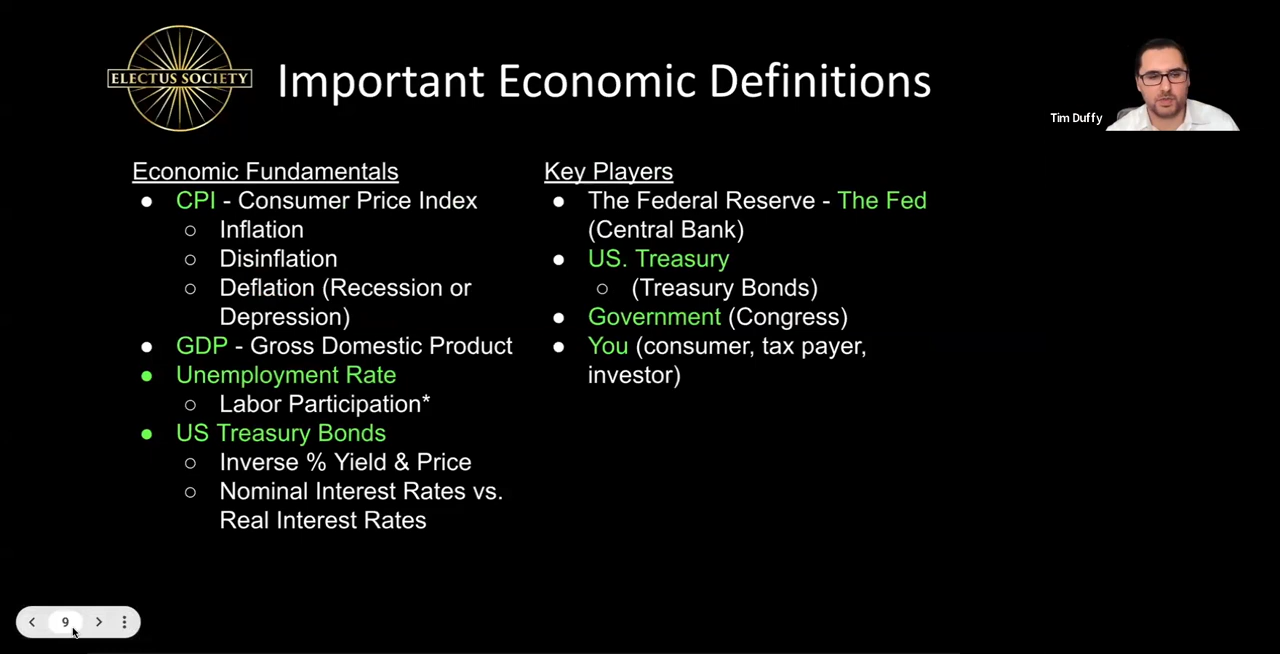 ELECTUS SOCIETY
Important Economic Definitions
Tim Duffy
Economic Fundamentals
● CPI - Consumer Price Index
○ Inflation
○ Disinflation
○ Deflation (Recession or
Depression)
● GDP - Gross Domestic Product
● Unemployment Rate
○ Labor Participation*
● US Treasury Bonds
○ Inverse % Yield & Price
○ Nominal Interest Rates vs.
Real Interest Rates
Key Players
● The Federal Reserve - The Fed
(Central Bank)
● US. Treasury
○ (Treasury Bonds)
● Government (Congress)
● You (consumer, tax payer,
investor)
9